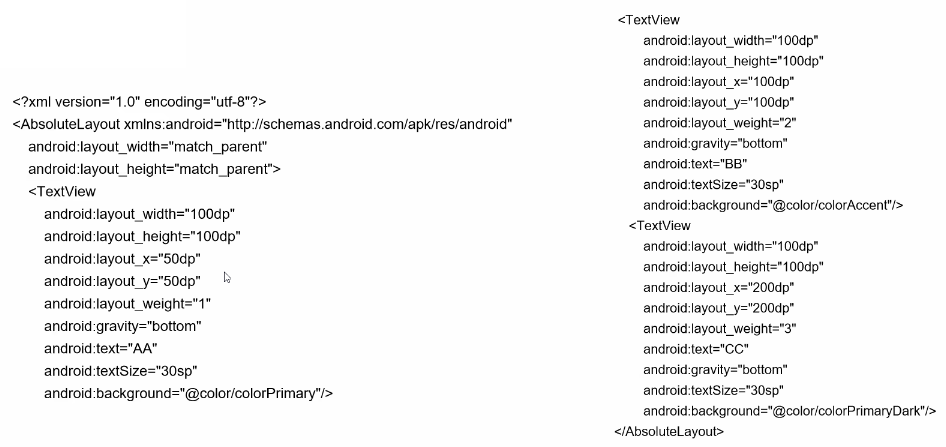 <?xml version="1.0" encoding="utf-8"?>
<AbsoluteLayout xmlns:android="http://schemas.android.com/apk/res/android"
android:layout_width="match_parent"
android:layout_height="match_parent">
<TextView
android:layout_width="100dp"
android:layout_height="100dp"
android:layout_x="50dp"
android:layout_y="50dp"
android:layout_weight="1"
android:gravity="bottom"
android:text="AA"
android:textSize="30sp"
android:background="@color/colorPrimary"/>
<TextView
android:layout_width="100dp"
android:layout_height="100dp"
android:layout_x="100dp"
android:layout_y="100dp"
android:layout_weight="2"
android:gravity="bottom"
android:text="BB"
android:textSize="30sp"
android:background="@color/colorAccent"/>
<TextView
android:layout_width="100dp"
android:layout_height="100dp"
android:layout_x="200dp"
android:layout_y="200dp"
android:layout_weight="3"
android:text="CC"
android:gravity="bottom"
android:textSize="30sp"
android:background="@color/colorPrimaryDark"/>
</AbsoluteLayout>